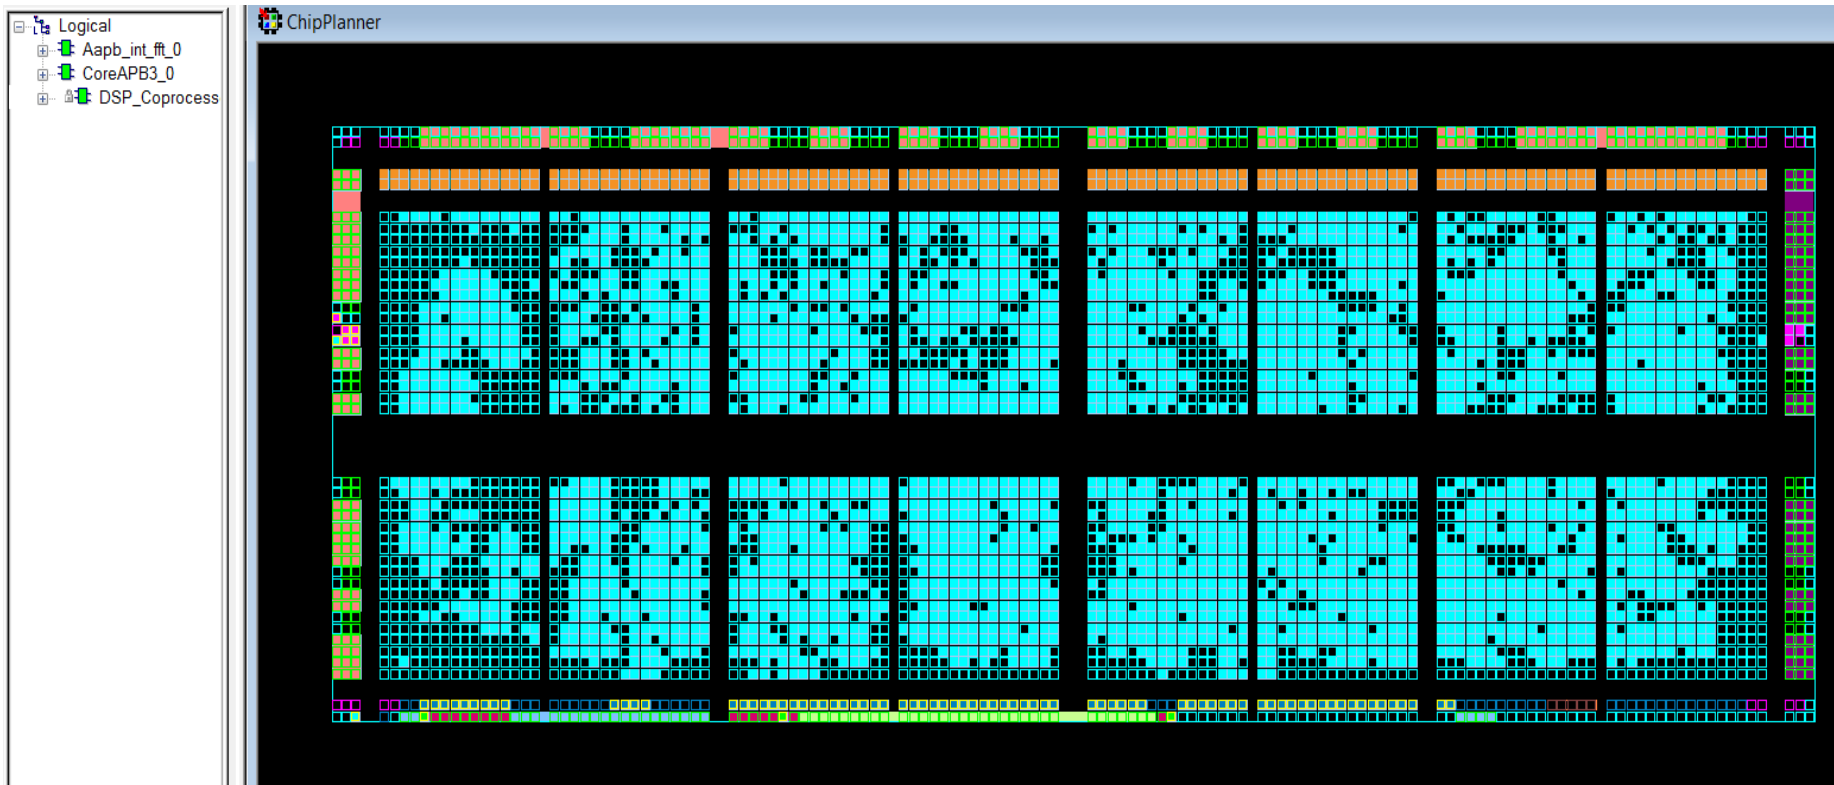 Logical
Aapb_int_fft_0
CoreAPB3_0
DSP_Coprocess
ChipPlanner